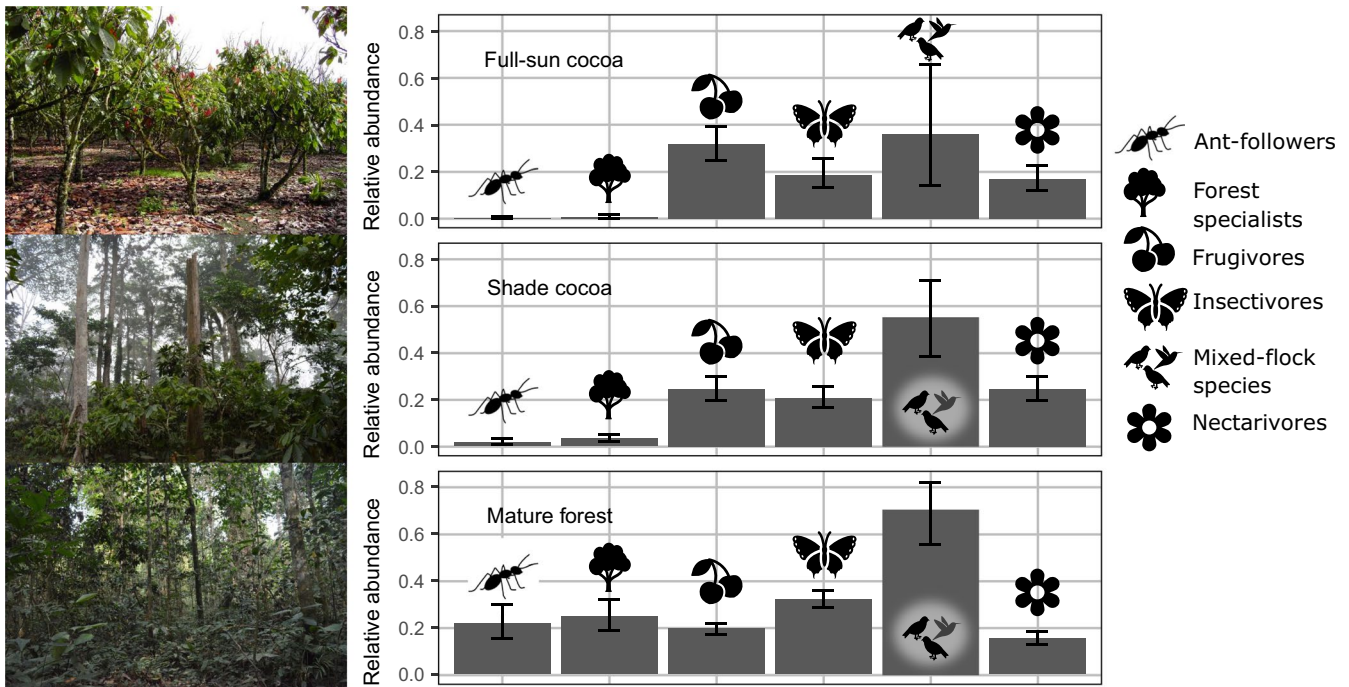 Relative abundance
0.8
0.6
0.4
0.2
0.0
Full-sun cocoa
Relative abundance
0.8
0.6
0.4
0.2
0.0
Shade cocoa
Relative abundance
0.8
0.6
0.4
0.2
0.0
Mature forest
Ant-followers
Forest
specialists
Frugivores
Insectivores
Mixed-flock
species
Nectarivores